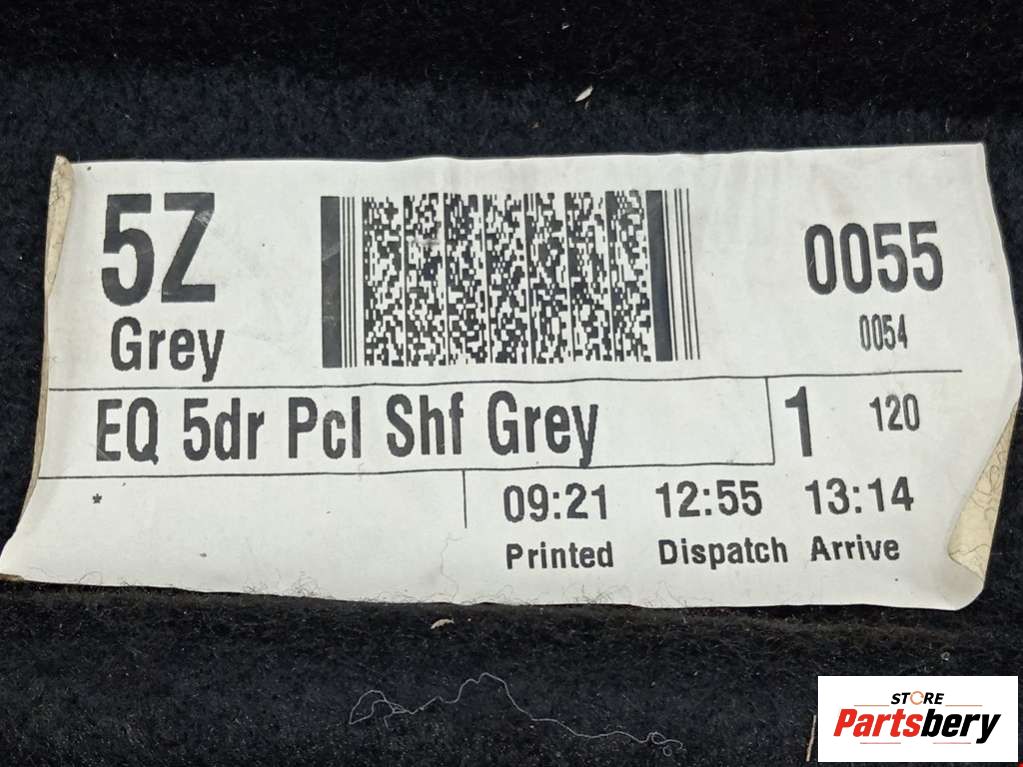 5Z
Grey
0055
0054
EQ 5dr Pcl Shf Grey
1 120
*
09:21 12:55 13:14
Printed Dispatch Arrive
STORE
Partsbery